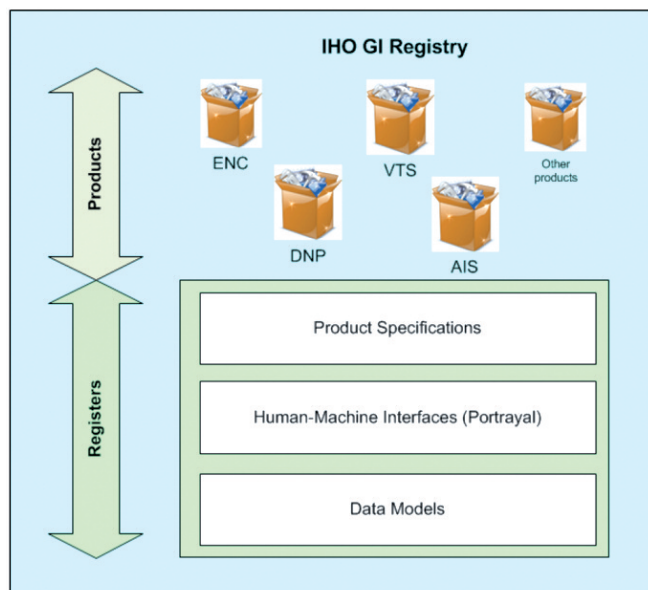 IHO GI Registry
Products
ENC
VTS
Other
products
DNP
AIS
Registers
Product Specifications
Human-Machine Interfaces (Portrayal)
Data Models